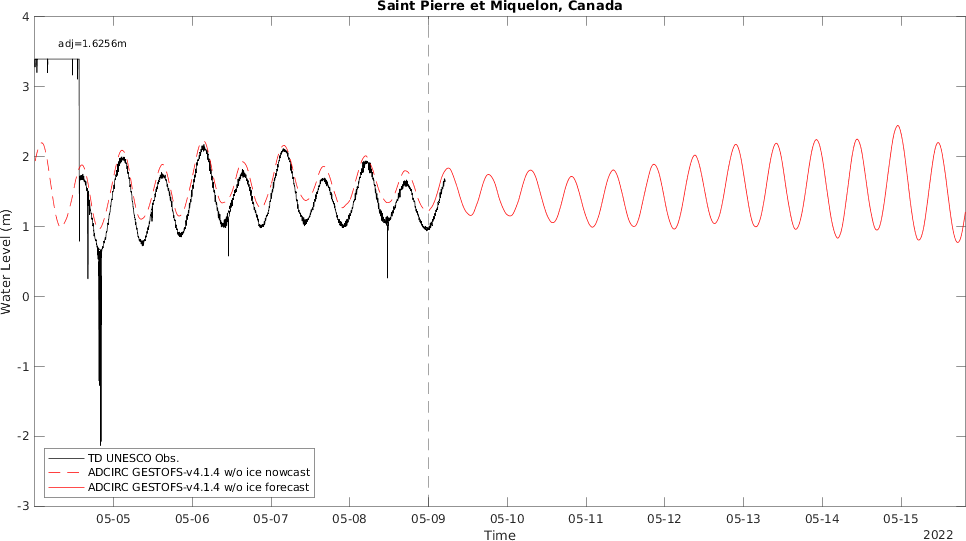 Saint Pierre et Miquelon, Canada
adj=1.6256m
4
3
2
1
0
-1
-2
-3
Water Level (m)
TD UNESCO Obs.
ADCIRC GESTOFS-v4.1.4 w/o ice nowcast
ADCIRC GESTOFS-v4.1.4 w/o ice forecast
05-05 05-06 05-07 05-08 05-09 05-10 05-11 05-12 05-13 05-14 05-15
Time
2022